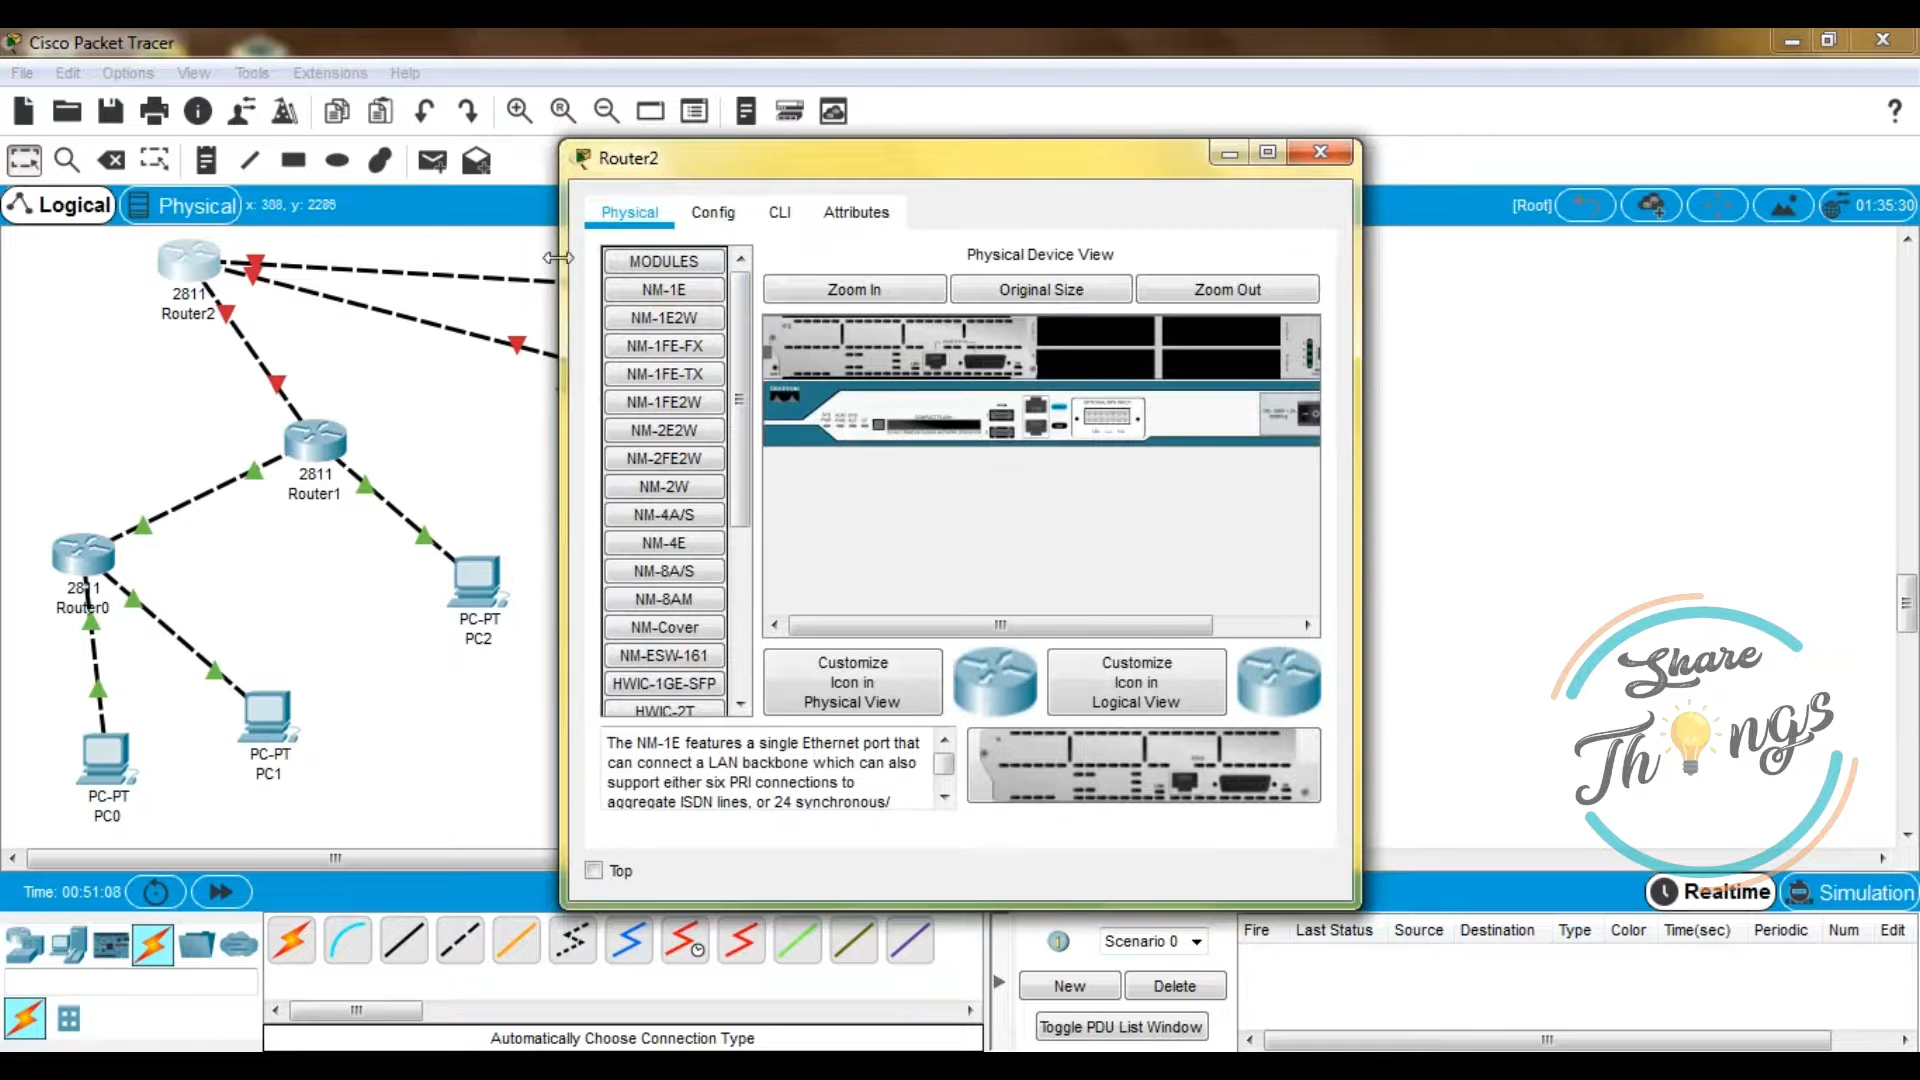 Cisco Packet Tracer
File Edit Options View Tools Extensions Help
?
Logical
Physical
x: 388, y: 2286
[Root]
01:35:30
Router2
Physical Config CLI Attributes
MODULES
NM-1E
NM-1E2W
NM-1FE-FX
NM-1FE-TX
NM-1FE2W
NM-2E2W
NM-2FE2W
NM-2W
NM-4A/S
NM-4E
NM-8A/S
NM-8AM
NM-Cover
NM-ESW-161
HWIC-1GE-SFP
HWIC-2T
Physical Device View
Zoom In
Original Size
Zoom Out
Customize
Icon in
Physical View
Customize
Icon in
Logical View
The NM-1E features a single Ethernet port that
can connect a LAN backbone which can also
support either six PRI connections to
aggregate ISDN lines, or 24 synchronous/
Top
2811
Router2
2811
Router1
2811
Router0
PC-PT
PC2
PC-PT
PC1
PC-PT
PC0
Share
Things
Time: 00:51:08
Realtime
Simulation
Scenario 0
New
Delete
Toggle PDU List Window
Fire Last Status Source Destination Type Color Time(sec) Periodic Num Edit
Automatically Choose Connection Type